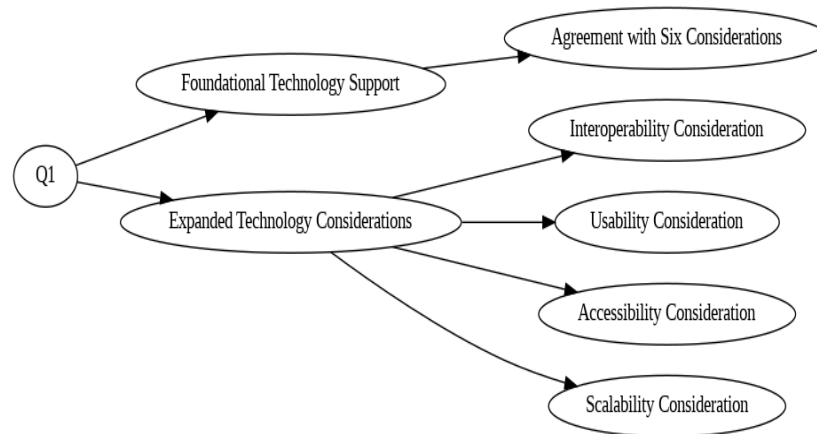 Agreement with Six Considerations
Foundational Technology Support
Interoperability Consideration
Q1
Expanded Technology Considerations
Usability Consideration
Accessibility Consideration
Scalability Consideration